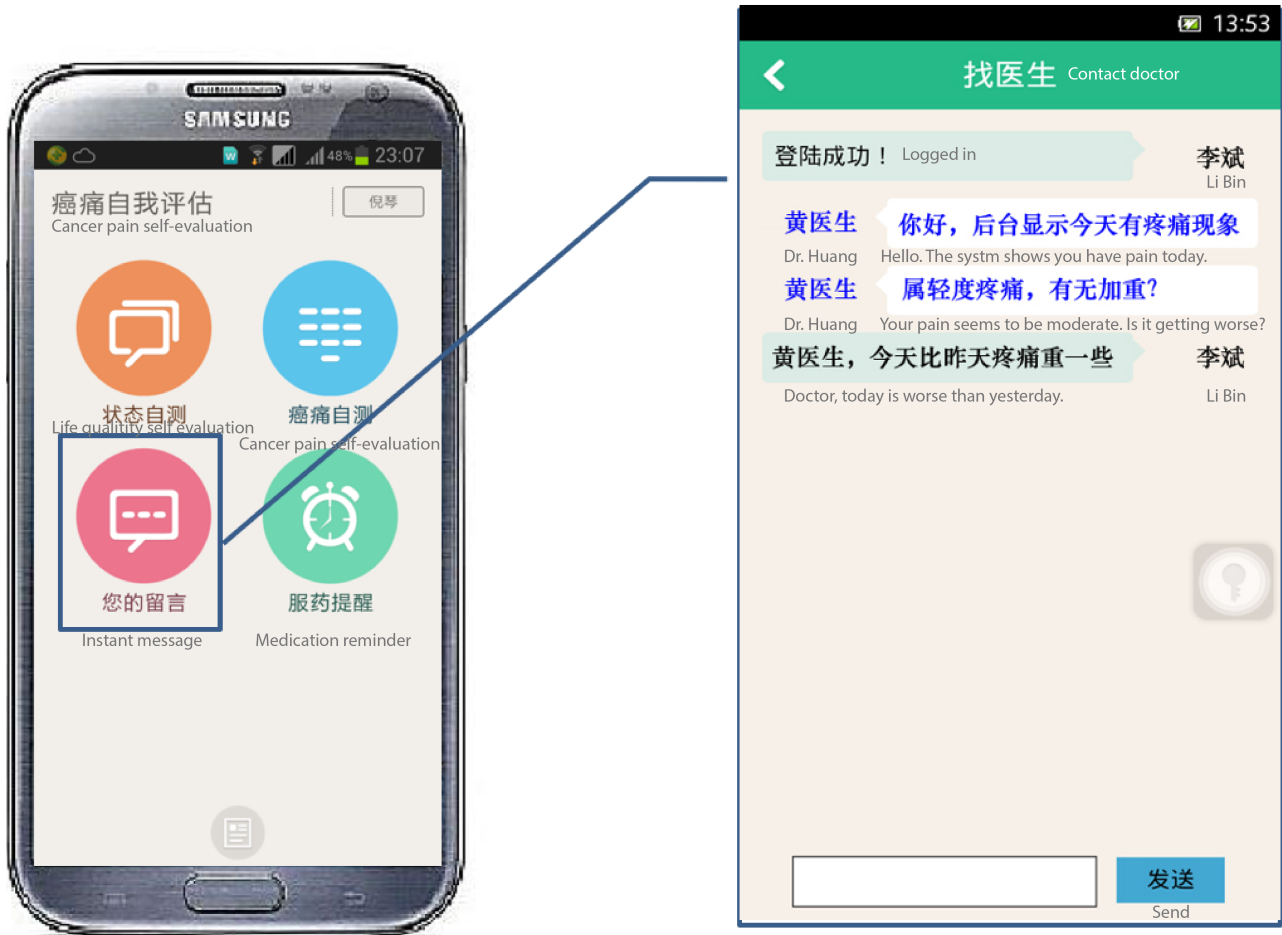 SAMSUNG
W 48% 23:07
癌痛自我评估
倪琴
Cancer pain self-evaluation
状态自测
癌痛自测
Life qualitity self evaluation
Cancer pain self-evaluation
您的留言
服药提醒
Instant message
Medication reminder
13:53
找医生 Contact doctor
登陆成功！ Logged in
李斌
Li Bin
黄医生 你好，后台显示今天有疼痛现象
Dr. Huang Hello. The systm shows you have pain today.
黄医生 属轻度疼痛，有无加重?
Dr. Huang Your pain seems to be moderate. Is it getting worse?
黄医生，今天比昨天疼痛重一些 李斌
Doctor, today is worse than yesterday. Li Bin
发送
Send